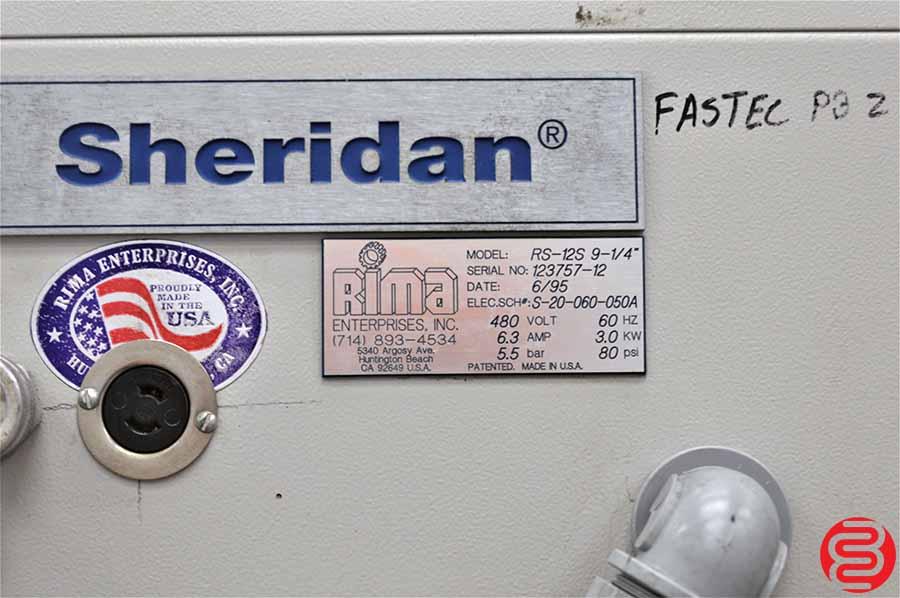 Sheridan®
FASTEC PB 2
RIMA ENTERPRISES, INC.
PROUDLY
MADE
IN THE
USA
HU
CA
Rima
ENTERPRISES, INC.
(714) 893-4534
5340 Argosy Ave.
Huntington Beach
CA 92649 U.S.A.
MODEL: RS-12S 9-1/4"
SERIAL NO: 123757-12
DATE: 6/95
ELEC.SCH#: S-20-060-050A
480 VOLT 60 HZ
6.3 AMP 3.0 KW
5.5 bar 80 psi
PATENTED. MADE IN U.S.A.